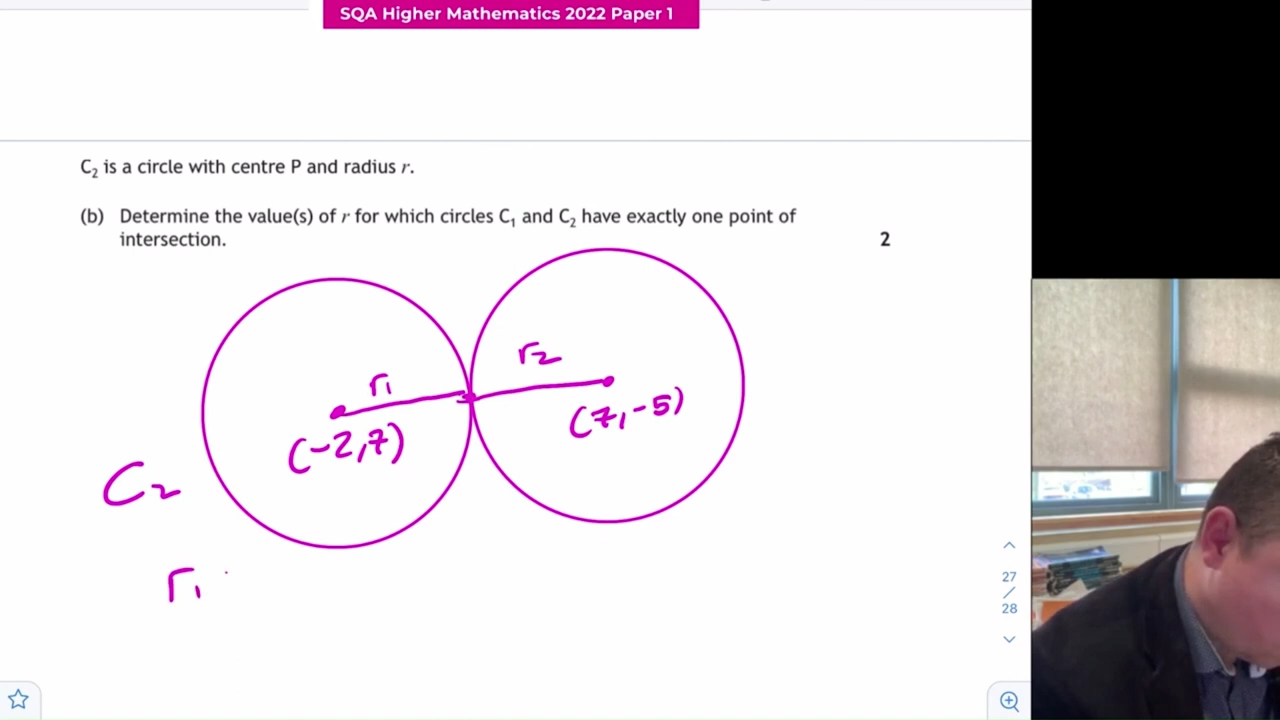 SQA Higher Mathematics 2022 Paper 1
C₂ is a circle with centre P and radius r.
(b) Determine the value(s) of r for which circles C₁ and C₂ have exactly one point of
intersection. 2
r₂
r₁
(7,-5)
(-2,7)
C₂
r₁
27
/
28